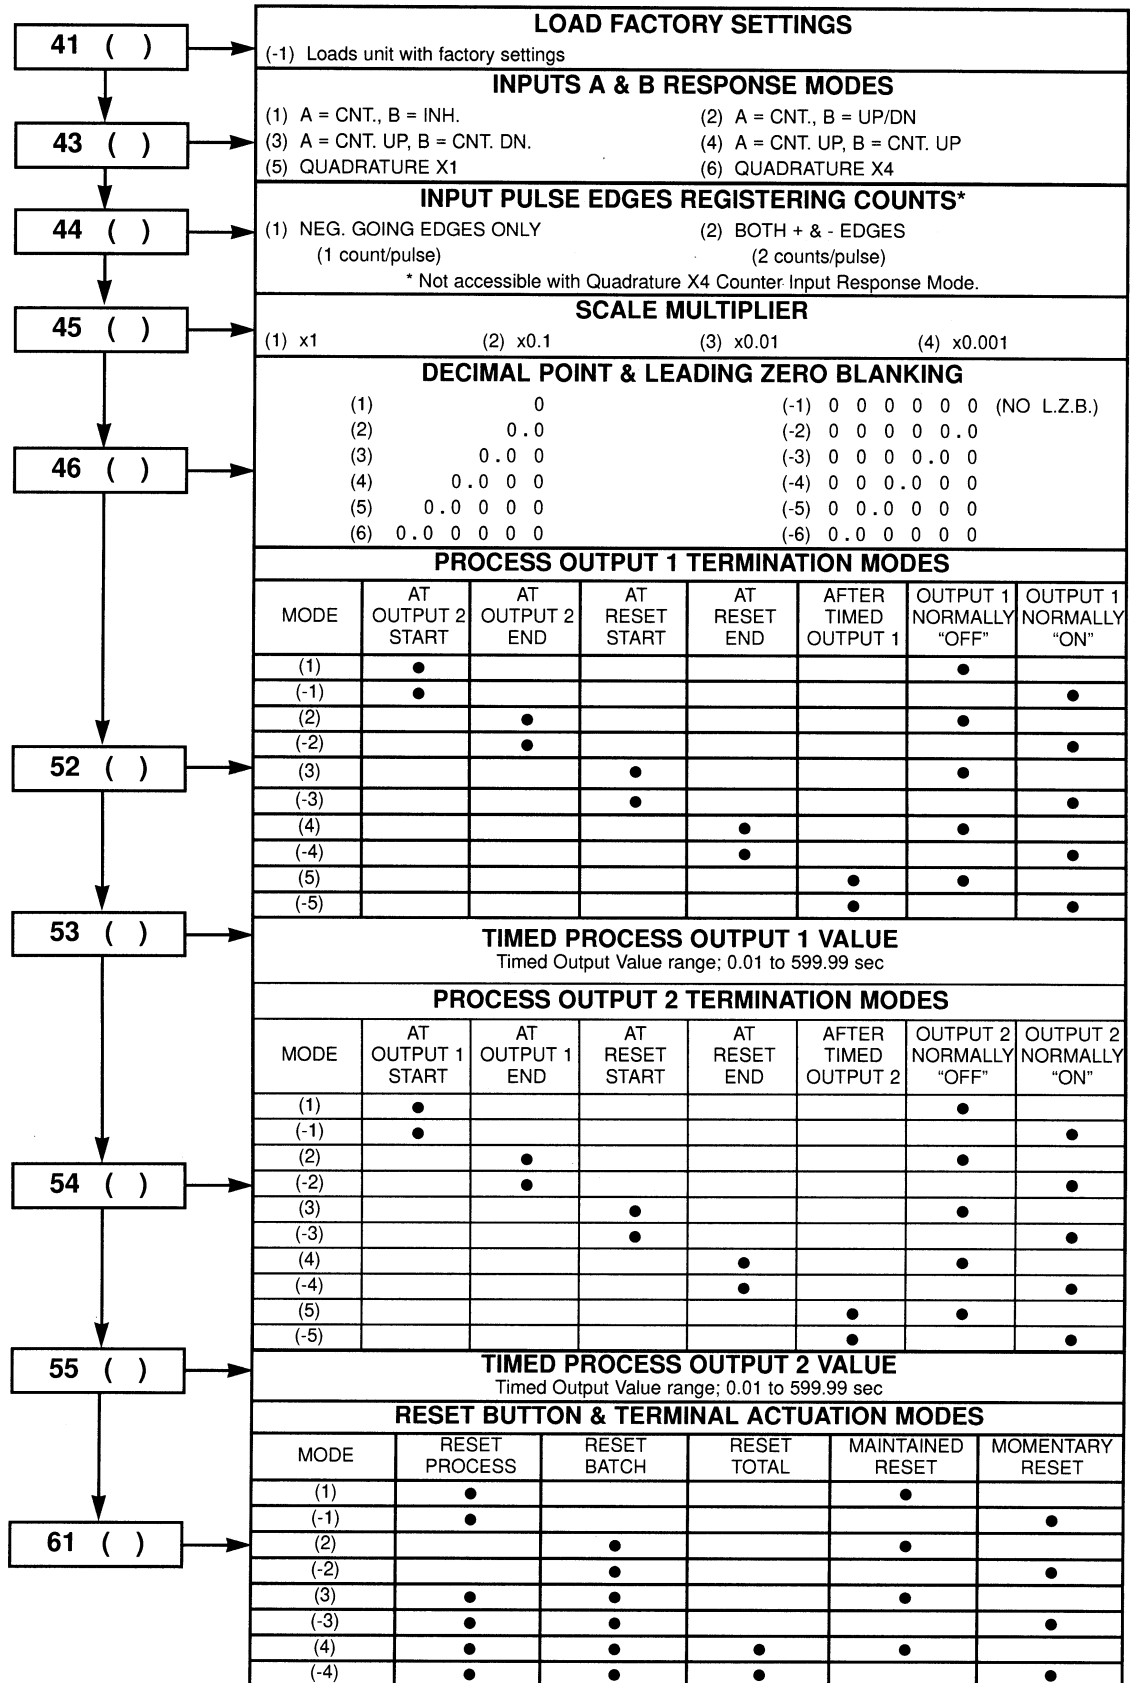 41 ( )
LOAD FACTORY SETTINGS
(-1) Loads unit with factory settings
43 ( )
INPUTS A & B RESPONSE MODES
(1) A = CNT., B = INH. (2) A = CNT., B = UP/DN
(3) A = CNT. UP, B = CNT. DN. (4) A = CNT. UP, B = CNT. UP
(5) QUADRATURE X1 (6) QUADRATURE X4
44 ( )
INPUT PULSE EDGES REGISTERING COUNTS*
(1) NEG. GOING EDGES ONLY (2) BOTH + & - EDGES
(1 count/pulse) (2 counts/pulse)
* Not accessible with Quadrature X4 Counter Input Response Mode.
45 ( )
SCALE MULTIPLIER
(1) x1 (2) x0.1 (3) x0.01 (4) x0.001
46 ( )
DECIMAL POINT & LEADING ZERO BLANKING
(1) 0 (-1) 0 0 0 0 0 0 (NO L.Z.B.)
(2) 0.0 (-2) 0 0 0 0 0.0
(3) 0.0 0 (-3) 0 0 0 0.0 0
(4) 0.0 0 0 (-4) 0 0 0.0 0 0
(5) 0.0 0 0 0 (-5) 0 0.0 0 0 0
(6) 0.0 0 0 0 0 (-6) 0.0 0 0 0 0
52 ( )
PROCESS OUTPUT 1 TERMINATION MODES
MODE AT OUTPUT 2 START AT OUTPUT 2 END AT RESET START AT RESET END AFTER TIMED OUTPUT 1 OUTPUT 1 NORMALLY “OFF” OUTPUT 1 NORMALLY “ON”
(1) ● ●
(-1) ● ●
(2) ● ●
(-2) ● ●
(3) ● ●
(-3) ● ●
(4) ● ●
(-4) ● ●
(5) ● ●
(-5) ● ●
53 ( )
TIMED PROCESS OUTPUT 1 VALUE
Timed Output Value range; 0.01 to 599.99 sec
54 ( )
PROCESS OUTPUT 2 TERMINATION MODES
MODE AT OUTPUT 1 START AT OUTPUT 1 END AT RESET START AT RESET END AFTER TIMED OUTPUT 2 OUTPUT 2 NORMALLY “OFF” OUTPUT 2 NORMALLY “ON”
(1) ● ●
(-1) ● ●
(2) ● ●
(-2) ● ●
(3) ● ●
(-3) ● ●
(4) ● ●
(-4) ● ●
(5) ● ●
(-5) ● ●
55 ( )
TIMED PROCESS OUTPUT 2 VALUE
Timed Output Value range; 0.01 to 599.99 sec
61 ( )
RESET BUTTON & TERMINAL ACTUATION MODES
MODE RESET PROCESS RESET BATCH RESET TOTAL MAINTAINED RESET MOMENTARY RESET
(1) ● ●
(-1) ● ●
(2) ● ●
(-2) ● ●
(3) ● ● ●
(-3) ● ● ●
(4) ● ● ● ●
(-4) ● ● ● ●